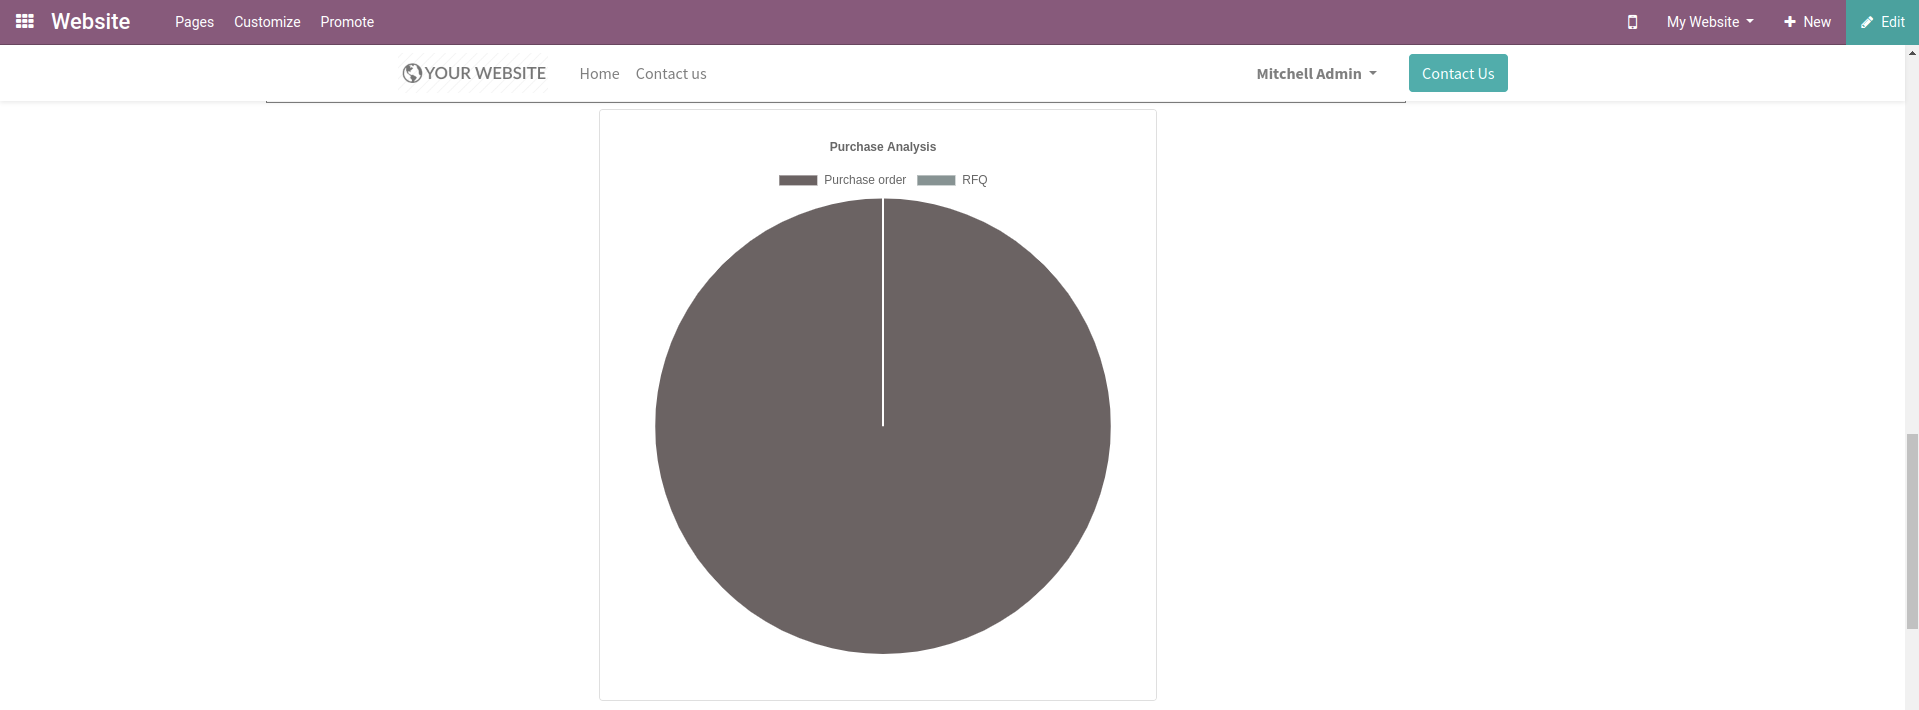 Website Pages Customize Promote My Website New Edit
YOUR WEBSITE Home Contact us Mitchell Admin Contact Us
Purchase Analysis
Purchase order RFQ